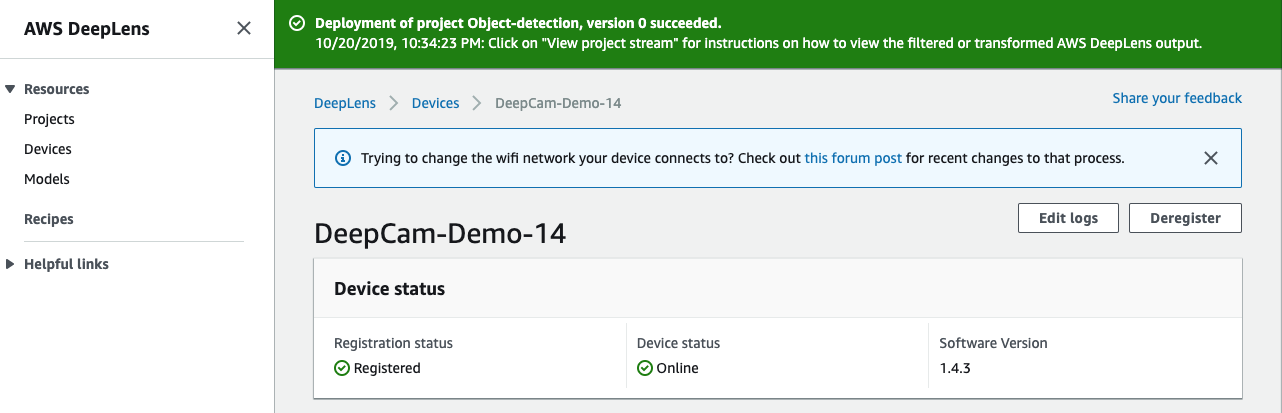 AWS DeepLens
Resources
Projects
Devices
Models
Recipes
Helpful links
Deployment of project Object-detection, version 0 succeeded.
10/20/2019, 10:34:23 PM: Click on "View project stream" for instructions on how to view the filtered or transformed AWS DeepLens output.
DeepLens Devices DeepCam-Demo-14
Share your feedback
Trying to change the wifi network your device connects to? Check out this forum post for recent changes to that process.
DeepCam-Demo-14
Edit logs Deregister
Device status
Registration status Device status Software Version
Registered Online 1.4.3